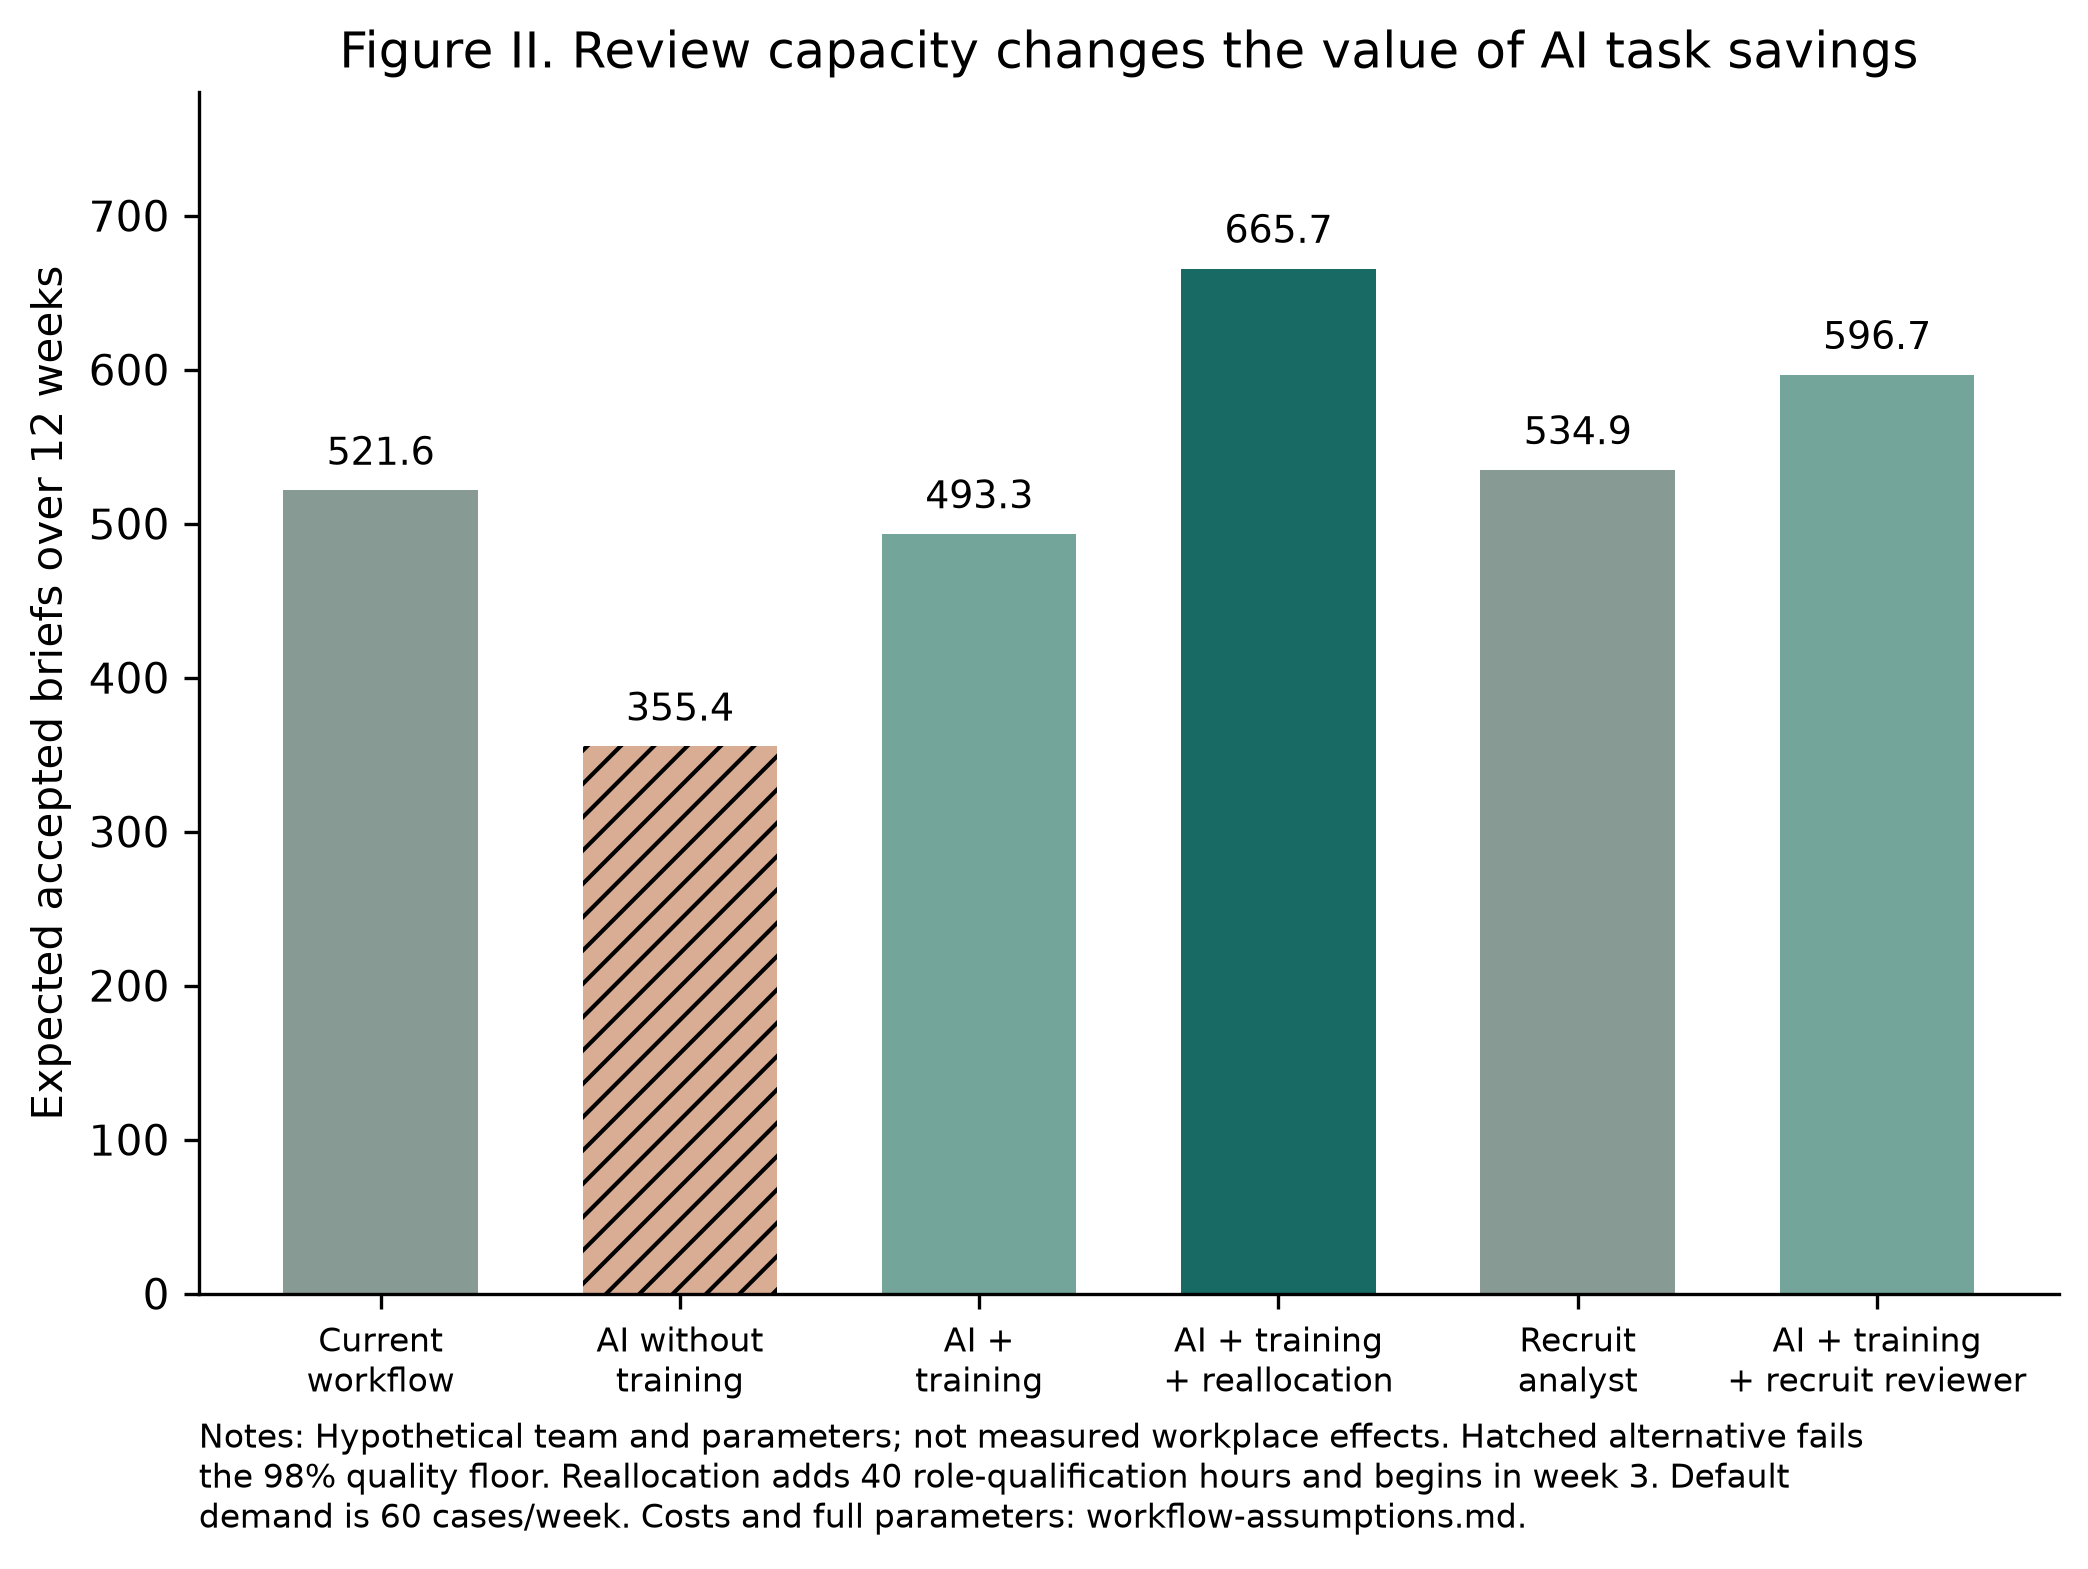 Figure II. Review capacity changes the value of AI task savings
Expected accepted briefs over 12 weeks
700
600
500
400
300
200
100
0
521.6
355.4
493.3
665.7
534.9
596.7
Current
workflow
AI without
training
AI +
training
AI + training
+ reallocation
Recruit
analyst
AI + training
+ recruit reviewer
Notes: Hypothetical team and parameters; not measured workplace effects. Hatched alternative fails
the 98% quality floor. Reallocation adds 40 role-qualification hours and begins in week 3. Default
demand is 60 cases/week. Costs and full parameters: workflow-assumptions.md.